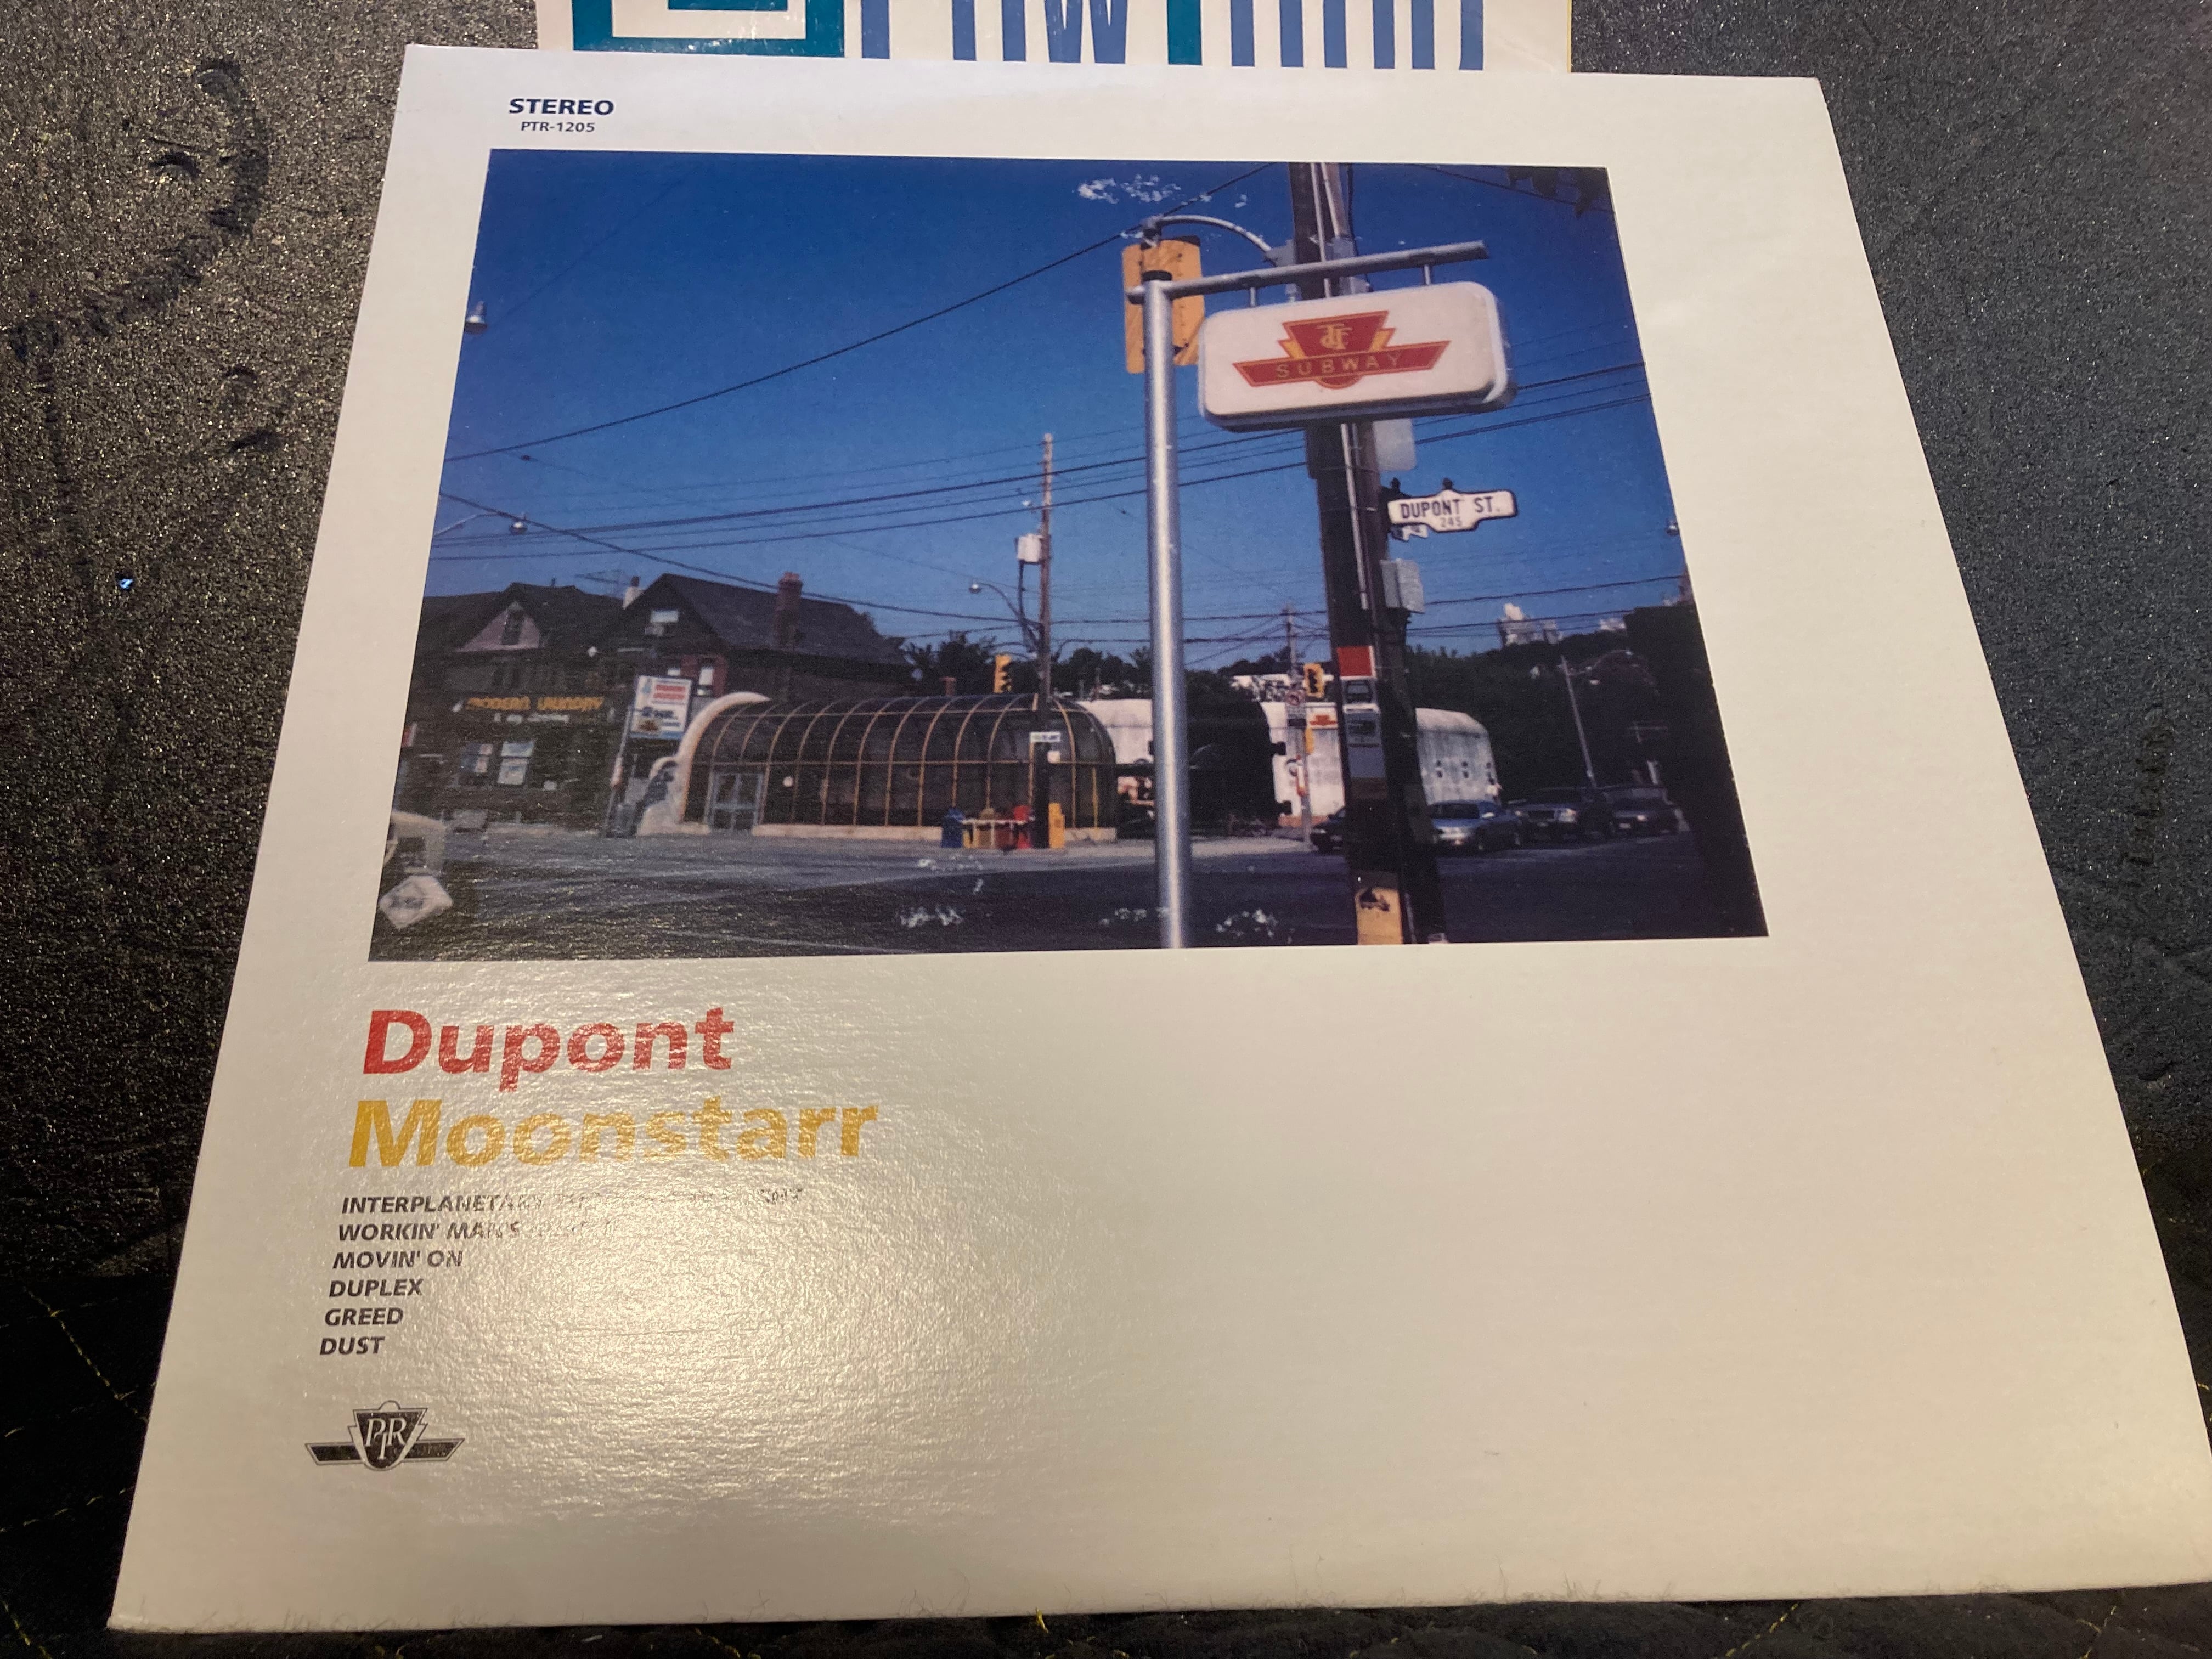 STEREO
PTR-1205
SUBWAY
DUPONT ST.
245
MODERN LAUNDRY
Dupont
Moonstarr
INTERPLANETARY
WORKIN' MAN'S
MOVIN' ON
DUPLEX
GREED
DUST
PTR